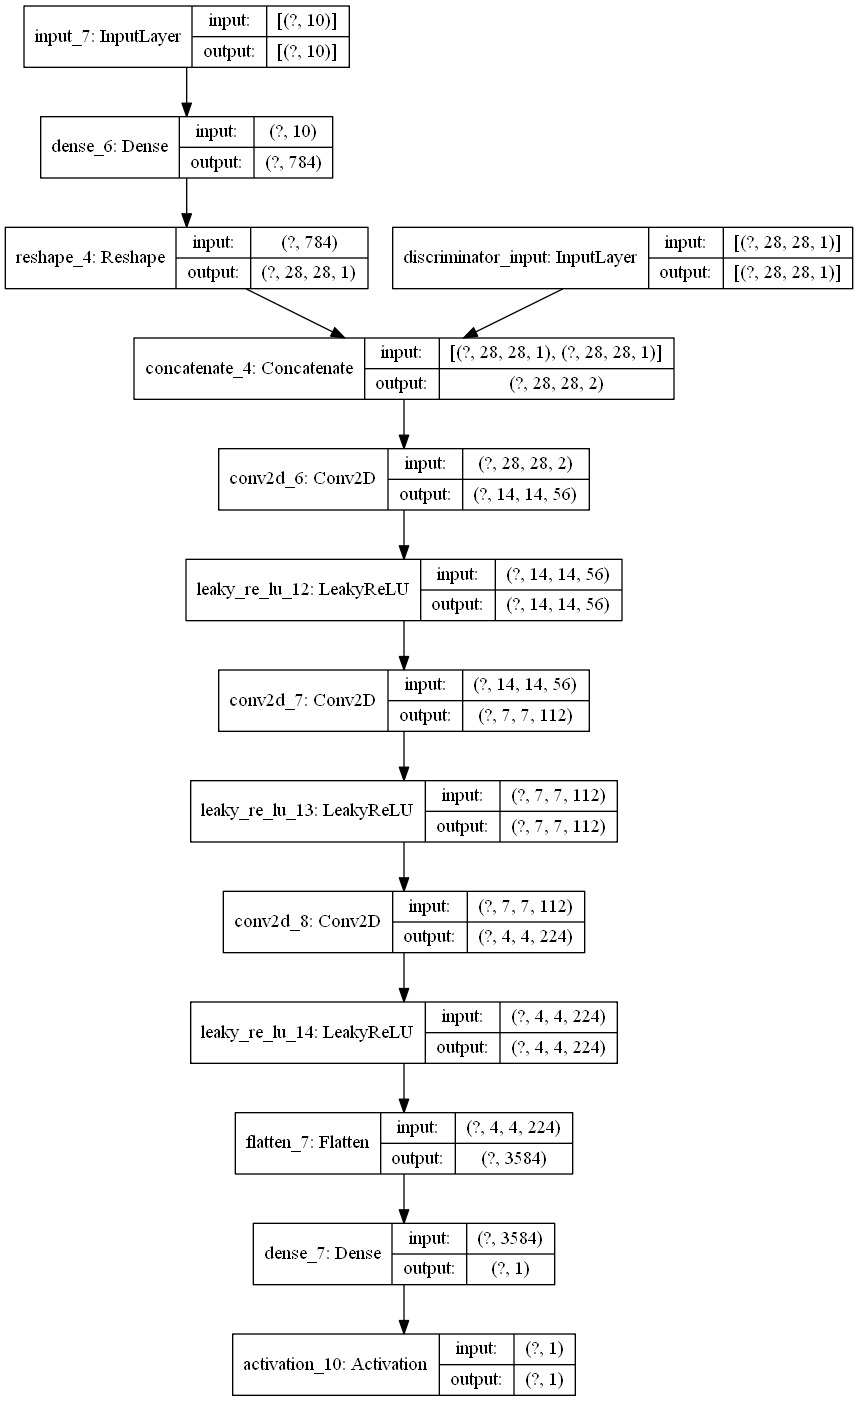 input_7: InputLayer
input:
[(?, 10)]
output:
[(?, 10)]
dense_6: Dense
input:
(?, 10)
output:
(?, 784)
reshape_4: Reshape
input:
(?, 784)
output:
(?, 28, 28, 1)
discriminator_input: InputLayer
input:
[(?, 28, 28, 1)]
output:
[(?, 28, 28, 1)]
concatenate_4: Concatenate
input:
[(?, 28, 28, 1), (?, 28, 28, 1)]
output:
(?, 28, 28, 2)
conv2d_6: Conv2D
input:
(?, 28, 28, 2)
output:
(?, 14, 14, 56)
leaky_re_lu_12: LeakyReLU
input:
(?, 14, 14, 56)
output:
(?, 14, 14, 56)
conv2d_7: Conv2D
input:
(?, 14, 14, 56)
output:
(?, 7, 7, 112)
leaky_re_lu_13: LeakyReLU
input:
(?, 7, 7, 112)
output:
(?, 7, 7, 112)
conv2d_8: Conv2D
input:
(?, 7, 7, 112)
output:
(?, 4, 4, 224)
leaky_re_lu_14: LeakyReLU
input:
(?, 4, 4, 224)
output:
(?, 4, 4, 224)
flatten_7: Flatten
input:
(?, 4, 4, 224)
output:
(?, 3584)
dense_7: Dense
input:
(?, 3584)
output:
(?, 1)
activation_10: Activation
input:
(?, 1)
output:
(?, 1)